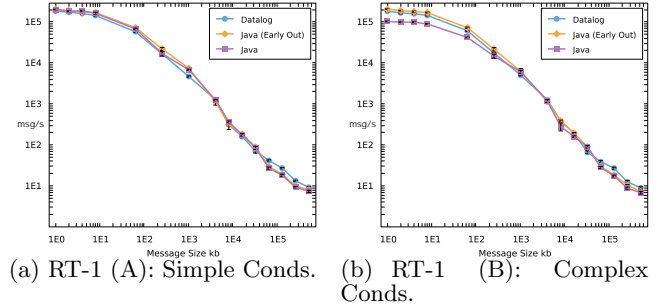 1E5
1E4
1E3
msg/s
1E2
1E1
1E0 1E1 1E2 1E3 1E4 1E5
Message Size kb
Datalog
Java (Early Out)
Java
(a) RT-1 (A): Simple Conds.
1E5
1E4
1E3
msg/s
1E2
1E1
1E0 1E1 1E2 1E3 1E4 1E5
Message Size kb
Datalog
Java (Early Out)
Java
(b) RT-1 (B): Complex
Conds.